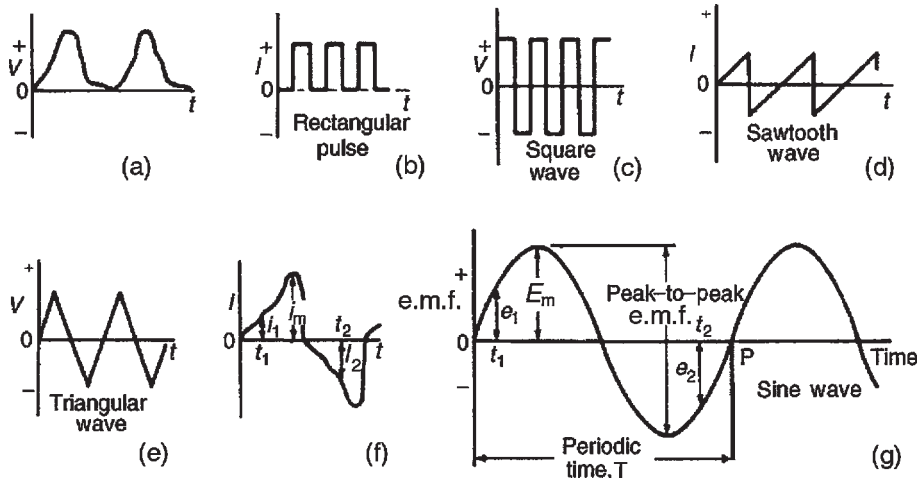 +
V
0
−
t
(a)
+
I
0
−
t
Rectangular
pulse
(b)
+
V
0
−
t
Square
wave
(c)
+
I
0
−
t
Sawtooth
wave
(d)
+
V
0
−
t
Triangular
wave
(e)
+
I
0
−
i1
im
t1
t2
I2
t
(f)
+
e.m.f.
0
−
e1
Em
t1
Peak-to-peak
e.m.f.
t2
e2
P
Time
Sine wave
Periodic
time,T
(g)